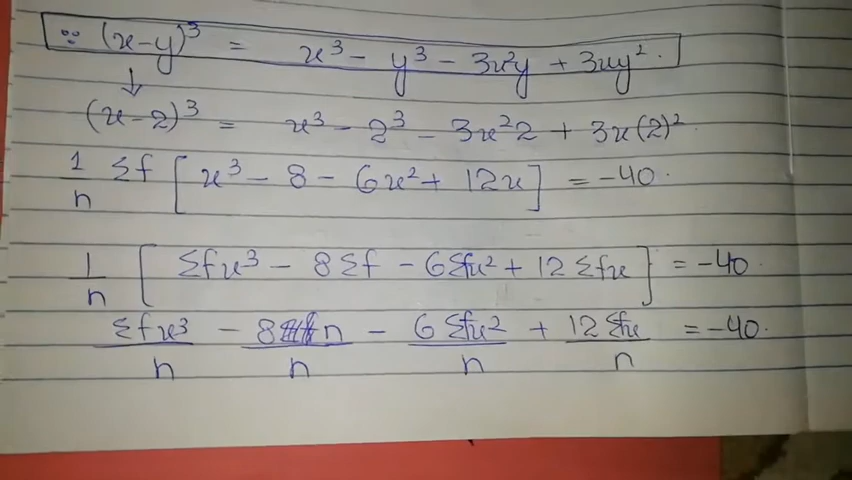 ∵ (x-y)³ = x³ - y³ - 3x²y + 3xy².
↓
(x-2)³ = x³ - 2³ - 3x²2 + 3x(2)².
1/n Σf [x³ - 8 - 6x² + 12x] = -40.
1/n [Σfx³ - 8Σf - 6Σfx² + 12Σfx] = -40.
Σfx³/n - 8n/n - 6Σfx²/n + 12Σfx/n = -40.